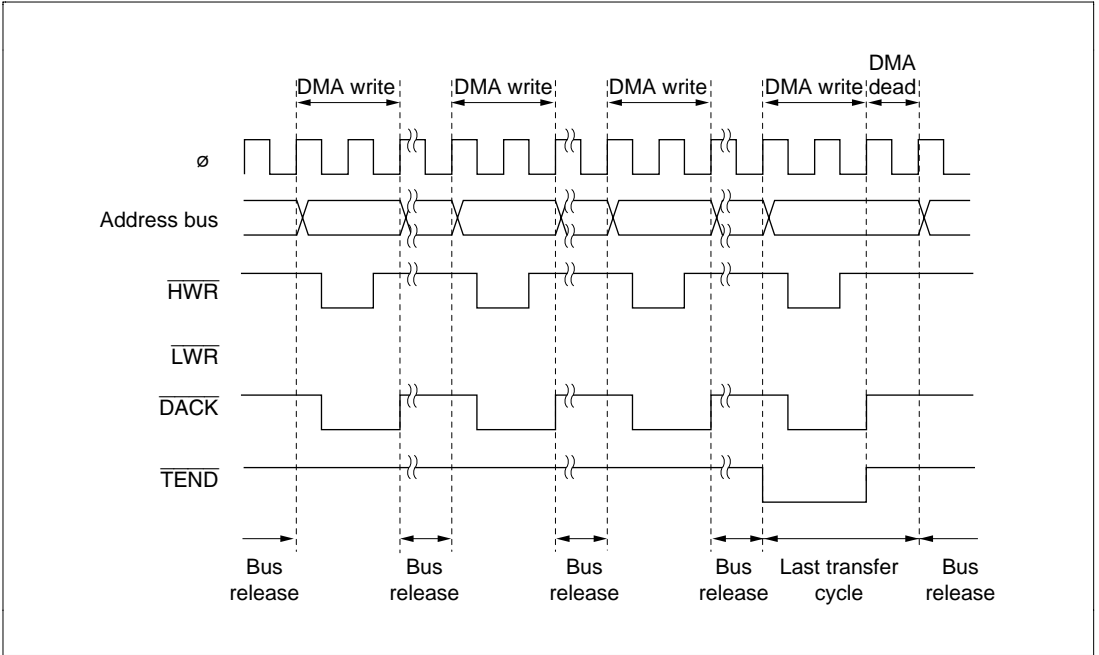 DMA
DMA write DMA write DMA write DMA write dead
ø
Address bus
HWR
LWR
DACK
TEND
Bus release
Bus release
Bus release
Bus release
Last transfer cycle
Bus release